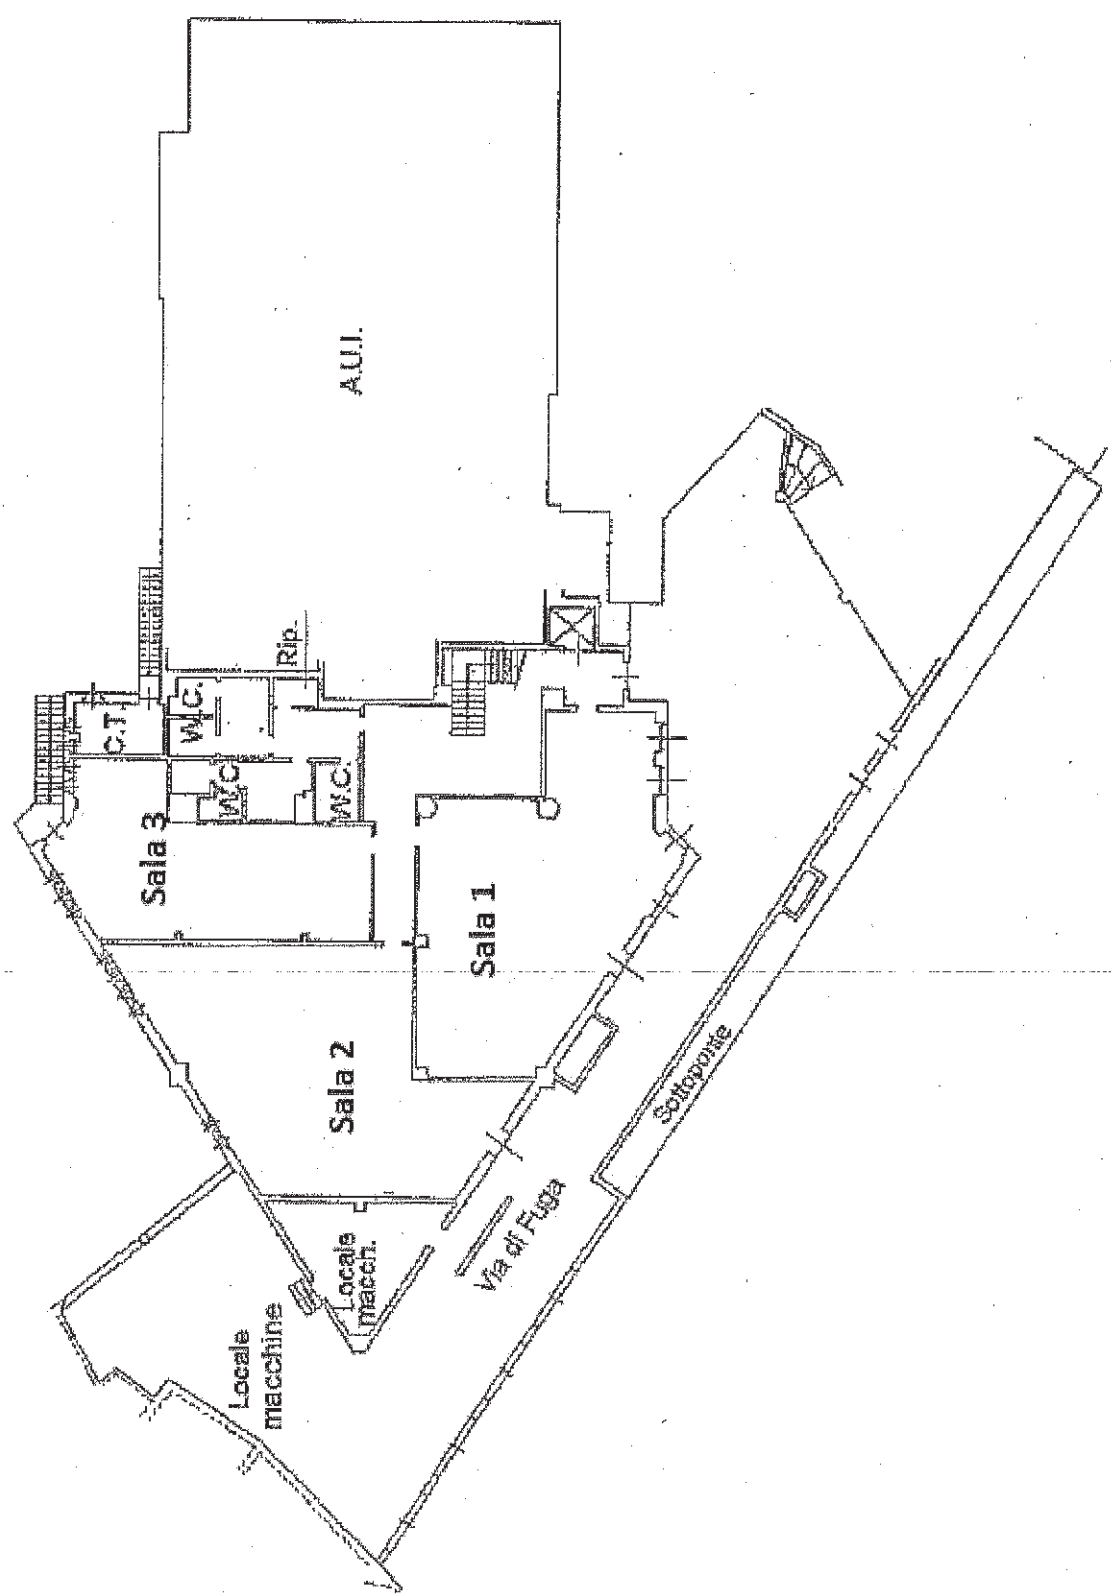 A.U.I.
Rip.
W.C.
C.T
W.C
W.C.
Sala 3
Sala 1
Sala 2
Sottoponte
Via di Fuga
Locale
macch.
Locale
macchine